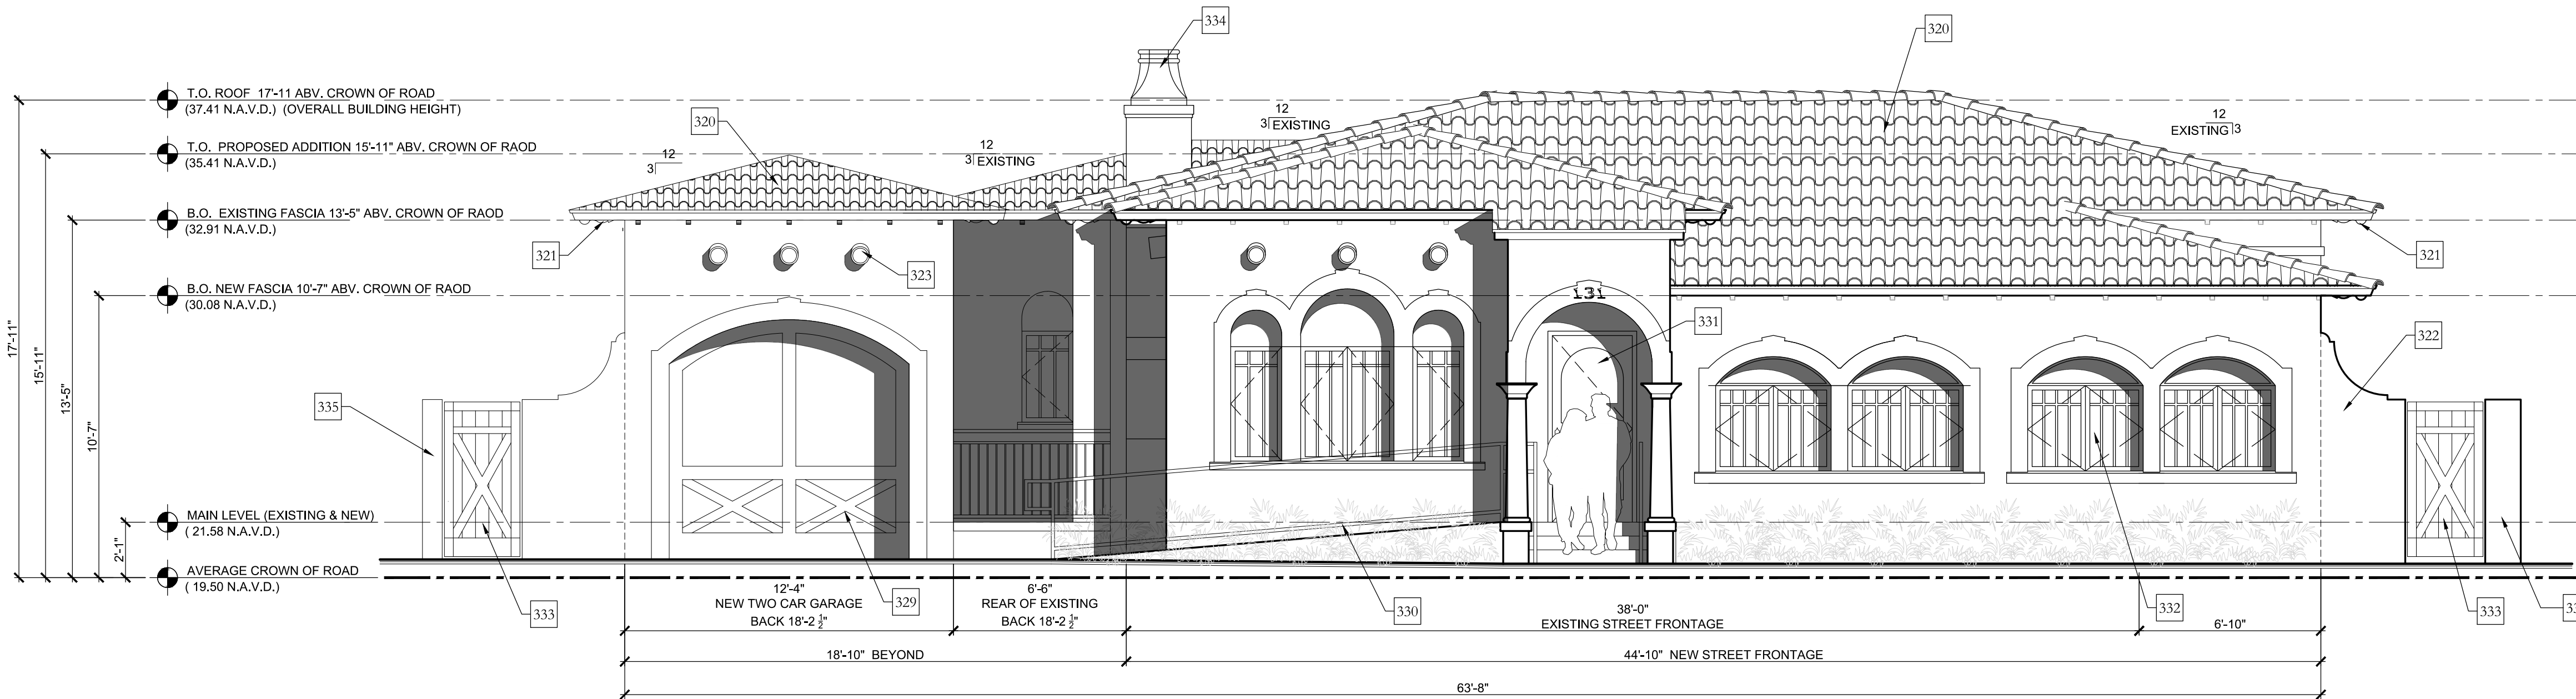 334
320
T.O. ROOF 17'-11 ABV. CROWN OF ROAD
(37.41 N.A.V.D.) (OVERALL BUILDING HEIGHT)
12
3 EXISTING
12
EXISTING 3
320
T.O. PROPOSED ADDITION 15'-11" ABV. CROWN OF RAOD
(35.41 N.A.V.D.)
12
3
12
3 EXISTING
B.O. EXISTING FASCIA 13'-5" ABV. CROWN OF RAOD
(32.91 N.A.V.D.)
321
323
321
B.O. NEW FASCIA 10'-7" ABV. CROWN OF RAOD
(30.08 N.A.V.D.)
131
331
322
17'-11"
15'-11"
13'-5"
10'-7"
335
MAIN LEVEL (EXISTING & NEW)
( 21.58 N.A.V.D.)
2'-1"
AVERAGE CROWN OF ROAD
( 19.50 N.A.V.D.)
333
12'-4"
NEW TWO CAR GARAGE
BACK 18'-2 1/2"
329
6'-6"
REAR OF EXISTING
BACK 18'-2 1/2"
330
38'-0"
EXISTING STREET FRONTAGE
332
6'-10"
333
18'-10" BEYOND
44'-10" NEW STREET FRONTAGE
63'-8"